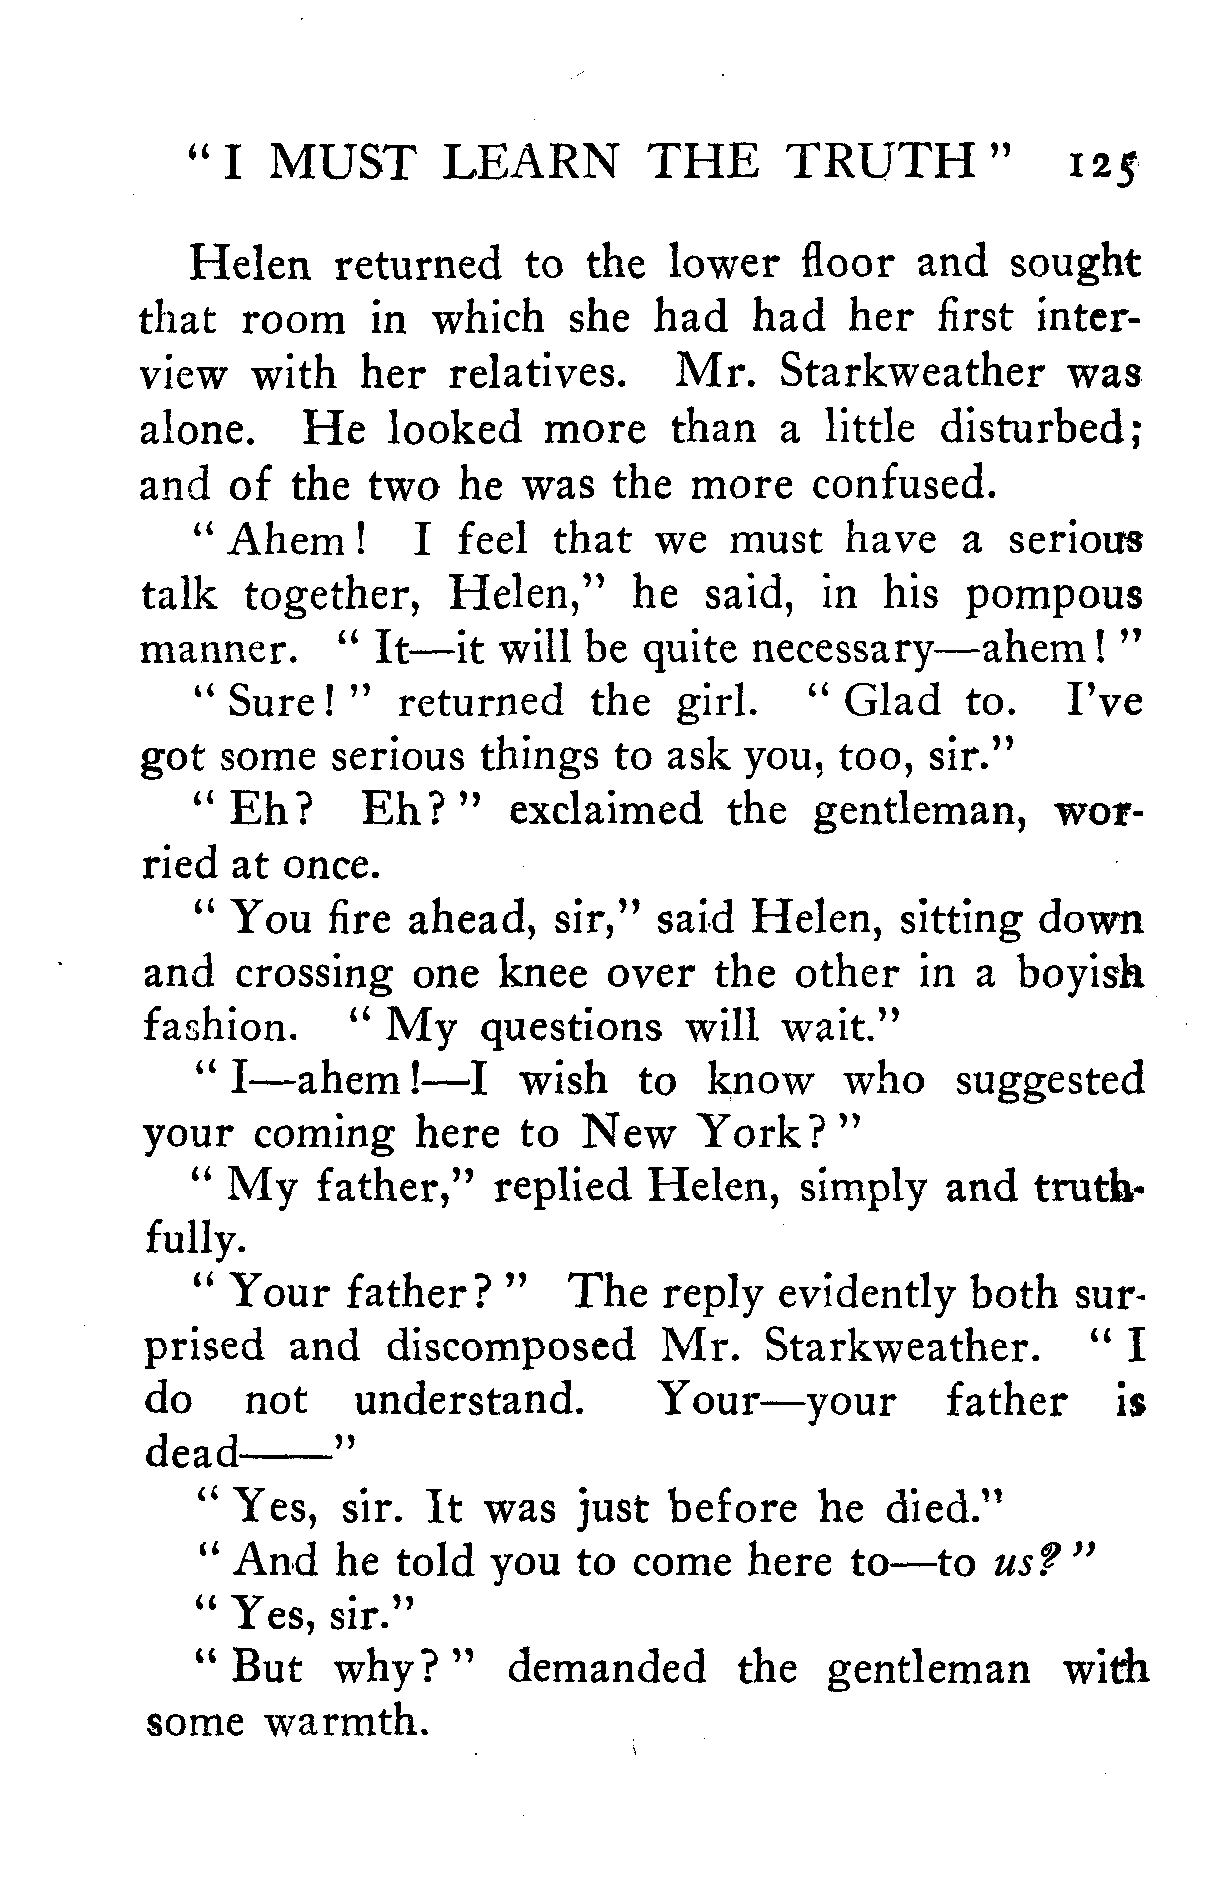 “ I MUST LEARN THE TRUTH ” 125
Helen returned to the lower floor and sought
that room in which she had had her first inter-
view with her relatives. Mr. Starkweather was
alone. He looked more than a little disturbed;
and of the two he was the more confused.
“ Ahem ! I feel that we must have a serious
talk together, Helen,” he said, in his pompous
manner. “ It—it will be quite necessary—ahem ! ”
“ Sure ! ” returned the girl. “ Glad to. I’ve
got some serious things to ask you, too, sir.”
“ Eh ? Eh ? ” exclaimed the gentleman, wor-
ried at once.
“ You fire ahead, sir,” said Helen, sitting down
and crossing one knee over the other in a boyish
fashion. “ My questions will wait.”
“ I—ahem !—I wish to know who suggested
your coming here to New York ? ”
“ My father,” replied Helen, simply and truth-
fully.
“ Your father ? ” The reply evidently both sur-
prised and discomposed Mr. Starkweather. “ I
do not understand. Your—your father is
dead——”
“ Yes, sir. It was just before he died.”
“ And he told you to come here to—to us? ”
“ Yes, sir.”
“ But why ? ” demanded the gentleman with
some warmth.